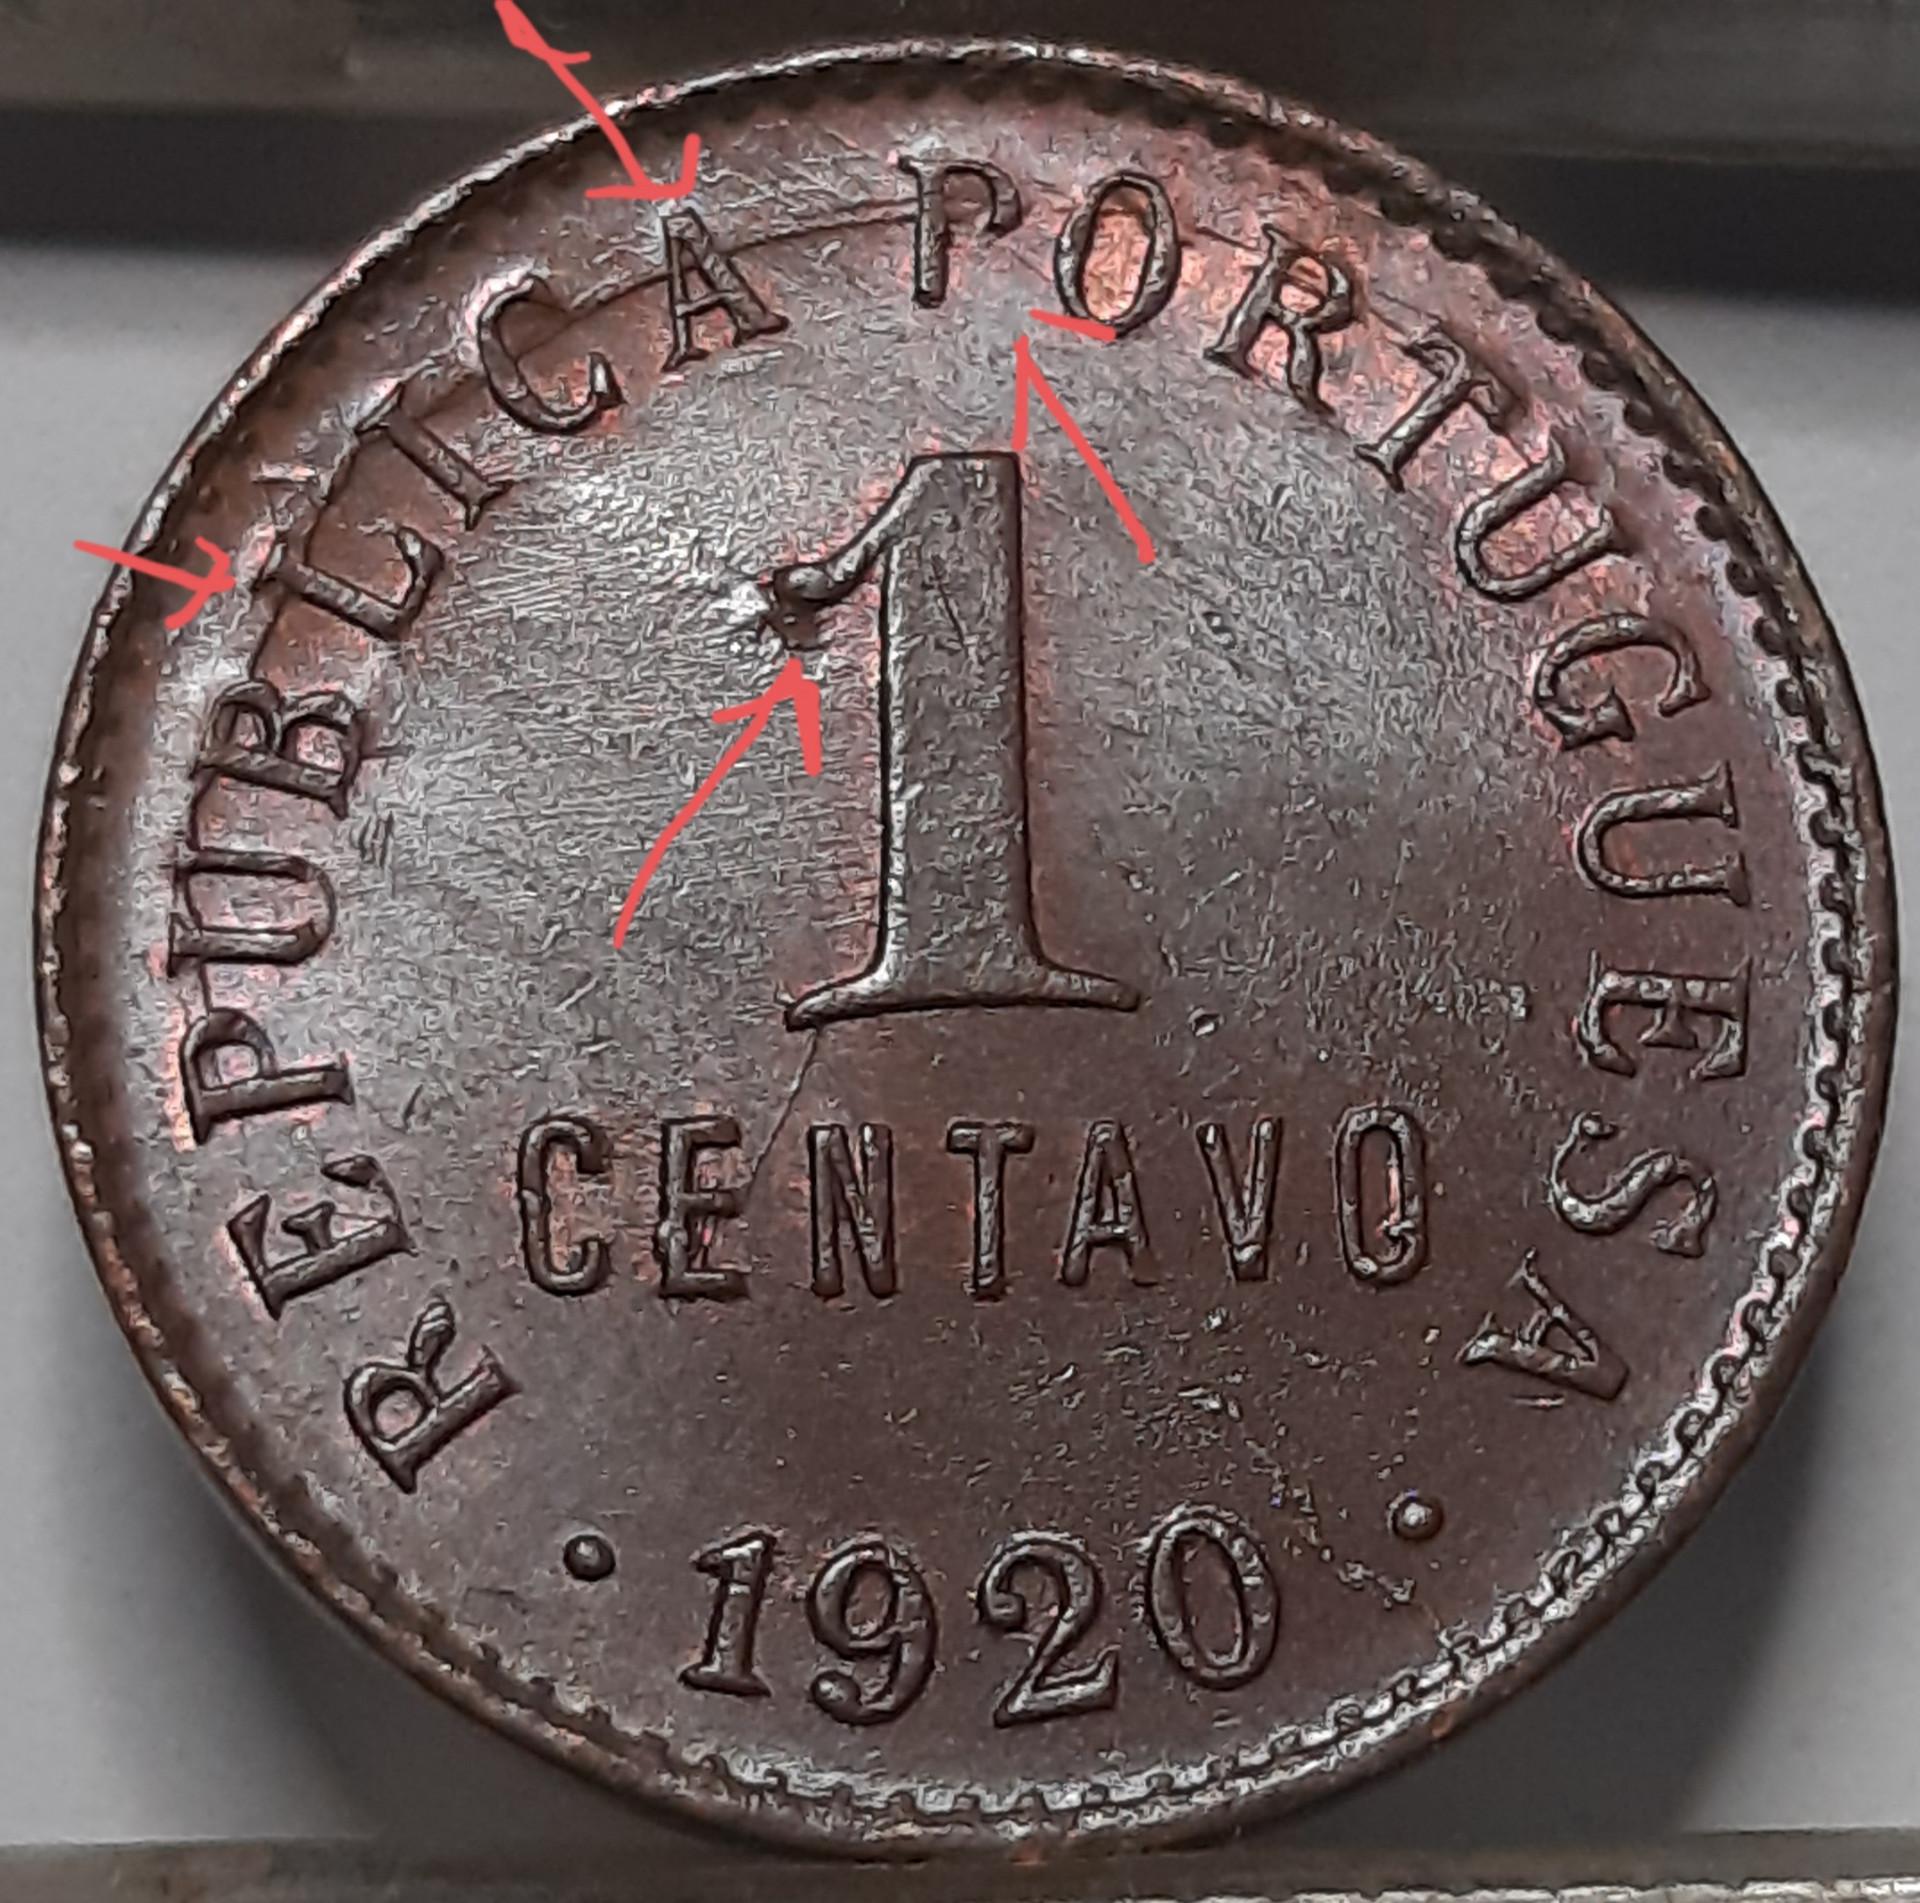 REPUBLICA PORTUGUESA
1
CENTAVO
• 1920 •